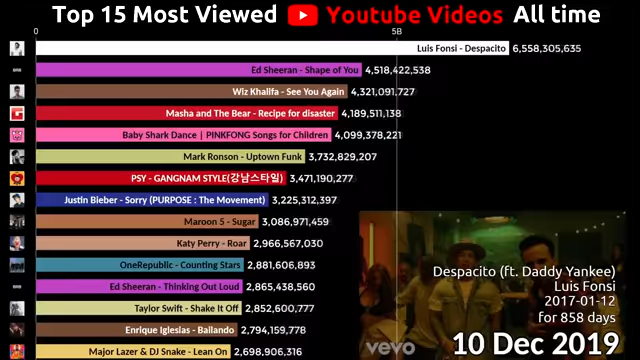 Top 15 Most Viewed Youtube Videos All time
0 5B
Luis Fonsi - Despacito 6,558,305,635
Ed Sheeran - Shape of You 4,518,422,538
Wiz Khalifa - See You Again 4,321,091,727
Masha and The Bear - Recipe for disaster 4,189,511,138
Baby Shark Dance | PINKFONG Songs for Children 4,099,378,221
Mark Ronson - Uptown Funk 3,732,829,207
PSY - GANGNAM STYLE(강남스타일) 3,471,190,277
Justin Bieber - Sorry (PURPOSE : The Movement) 3,225,312,397
Maroon 5 - Sugar 3,086,971,459
Katy Perry - Roar 2,966,567,030
OneRepublic - Counting Stars 2,881,606,893
Ed Sheeran - Thinking Out Loud 2,865,438,560
Taylor Swift - Shake It Off 2,852,600,777
Enrique Iglesias - Bailando 2,794,159,778
Major Lazer & DJ Snake - Lean On 2,698,906,316
Despacito (ft. Daddy Yankee)
Luis Fonsi
2017-01-12
for 858 days
vevo
10 Dec 2019